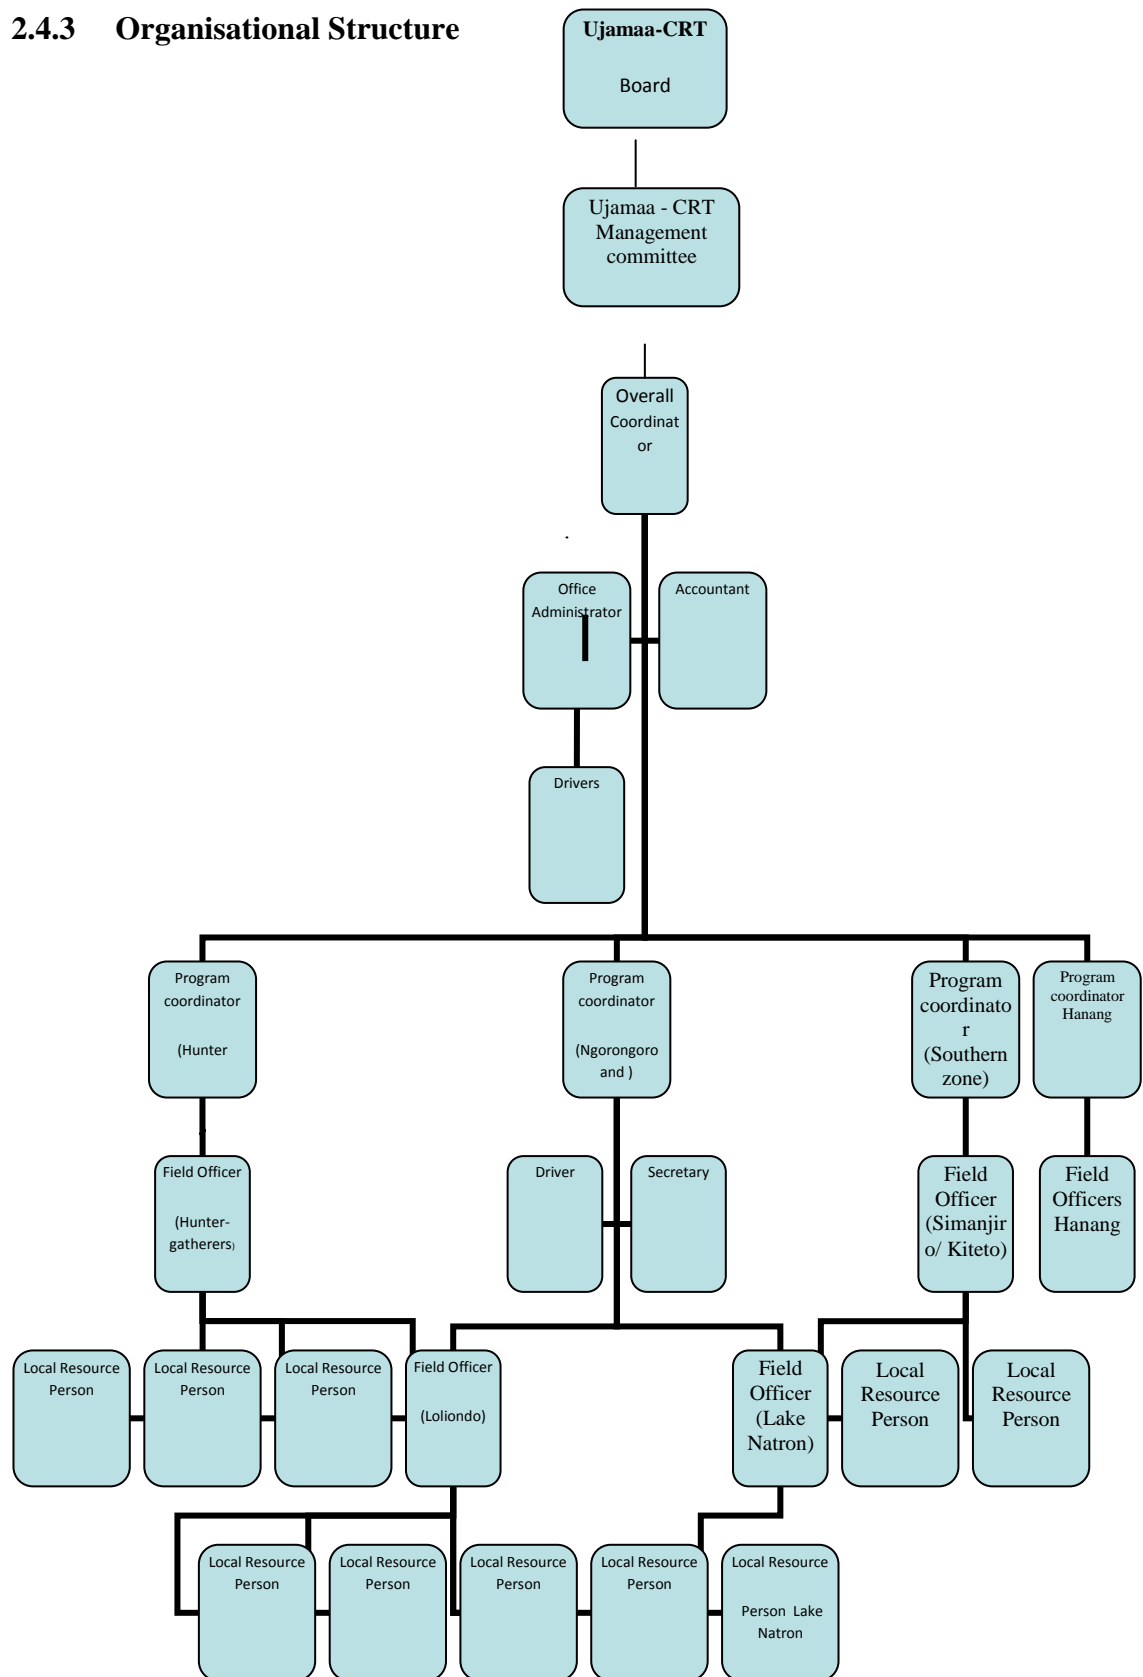 2.4.3 Organisational Structure
Ujamaa-CRT
Board
Ujamaa - CRT
Management
committee
Overall
Coordinat
or
.
Office
Administrator
Accountant
Drivers
Program
coordinator
(Hunter
Program
coordinator
(Ngorongoro
and )
Program
coordinato
r
(Southern
zone)
Program
coordinator
Hanang
Field Officer
(Hunter-
gatherers)
Driver
Secretary
Field
Officer
(Simanjir
o/ Kiteto)
Field
Officers
Hanang
Local Resource
Person
Local Resource
Person
Local Resource
Person
Field Officer
(Loliondo)
Field
Officer
(Lake
Natron)
Local
Resource
Person
Local
Resource
Person
Local Resource
Person
Local Resource
Person
Local Resource
Person
Local Resource
Person
Local Resource
Person Lake
Natron